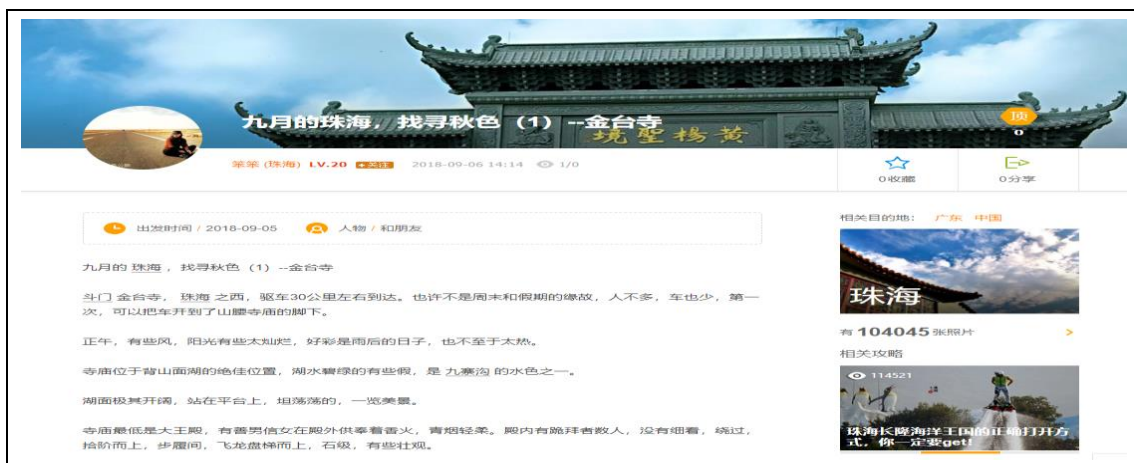 九月的珠海，找寻秋色（1）--金台寺
境聖楊黄
顶
0
笨笨 (珠海) LV.20 +关注 2018-09-06 14:14 1/0
0收藏
0分享
出发时间 / 2018-09-05 人物 / 和朋友
相关目的地： 广东 中国
九月的 珠海 ，找寻秋色（1）--金台寺
斗门 金台寺， 珠海 之西，驱车30公里左右到达。也许不是周末和假期的缘故，人不多，车也少，第一
次，可以把车开到了山腰寺庙的脚下。
正午，有些风，阳光有些太灿烂，好彩是雨后的日子，也不至于太热。
寺庙位于背山面湖的绝佳位置，湖水碧绿的有些假，是 九寨沟 的水色之一。
湖面极其开阔，站在平台上，坦荡荡的，一览美景。
寺庙最低是大王殿，有善男信女在殿外供奉着香火，青烟轻柔。殿内有跪拜者数人，没有细看，绕过，
拾阶而上，步履间，飞龙盘梯而上，石级，有些壮观。
珠海
有 104045 张照片 >
相关攻略
114521
珠海长隆海洋王国的正确打开方
式，你一定要get!